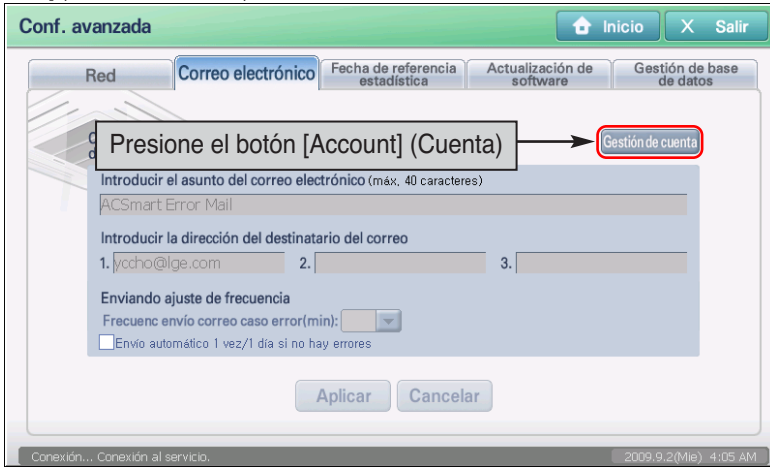 Conf. avanzada
Inicio
X Salir
Red
Correo electrónico
Fecha de referencia
estadística
Actualización de
software
Gestión de base
de datos
Presione el botón [Account] (Cuenta)
Gestión de cuenta
Introducir el asunto del correo electrónico (máx, 40 caracteres)
ACSmart Error Mail
Introducir la dirección del destinatario del correo
1. yccho@lge.com 2. 3.
Enviando ajuste de frecuencia
Frecuenc envío correo caso error(min):
Envío automático 1 vez/1 día si no hay errores
Aplicar
Cancelar
Conexión... Conexión al servicio.
2009.9.2(Mie) 4:05 AM